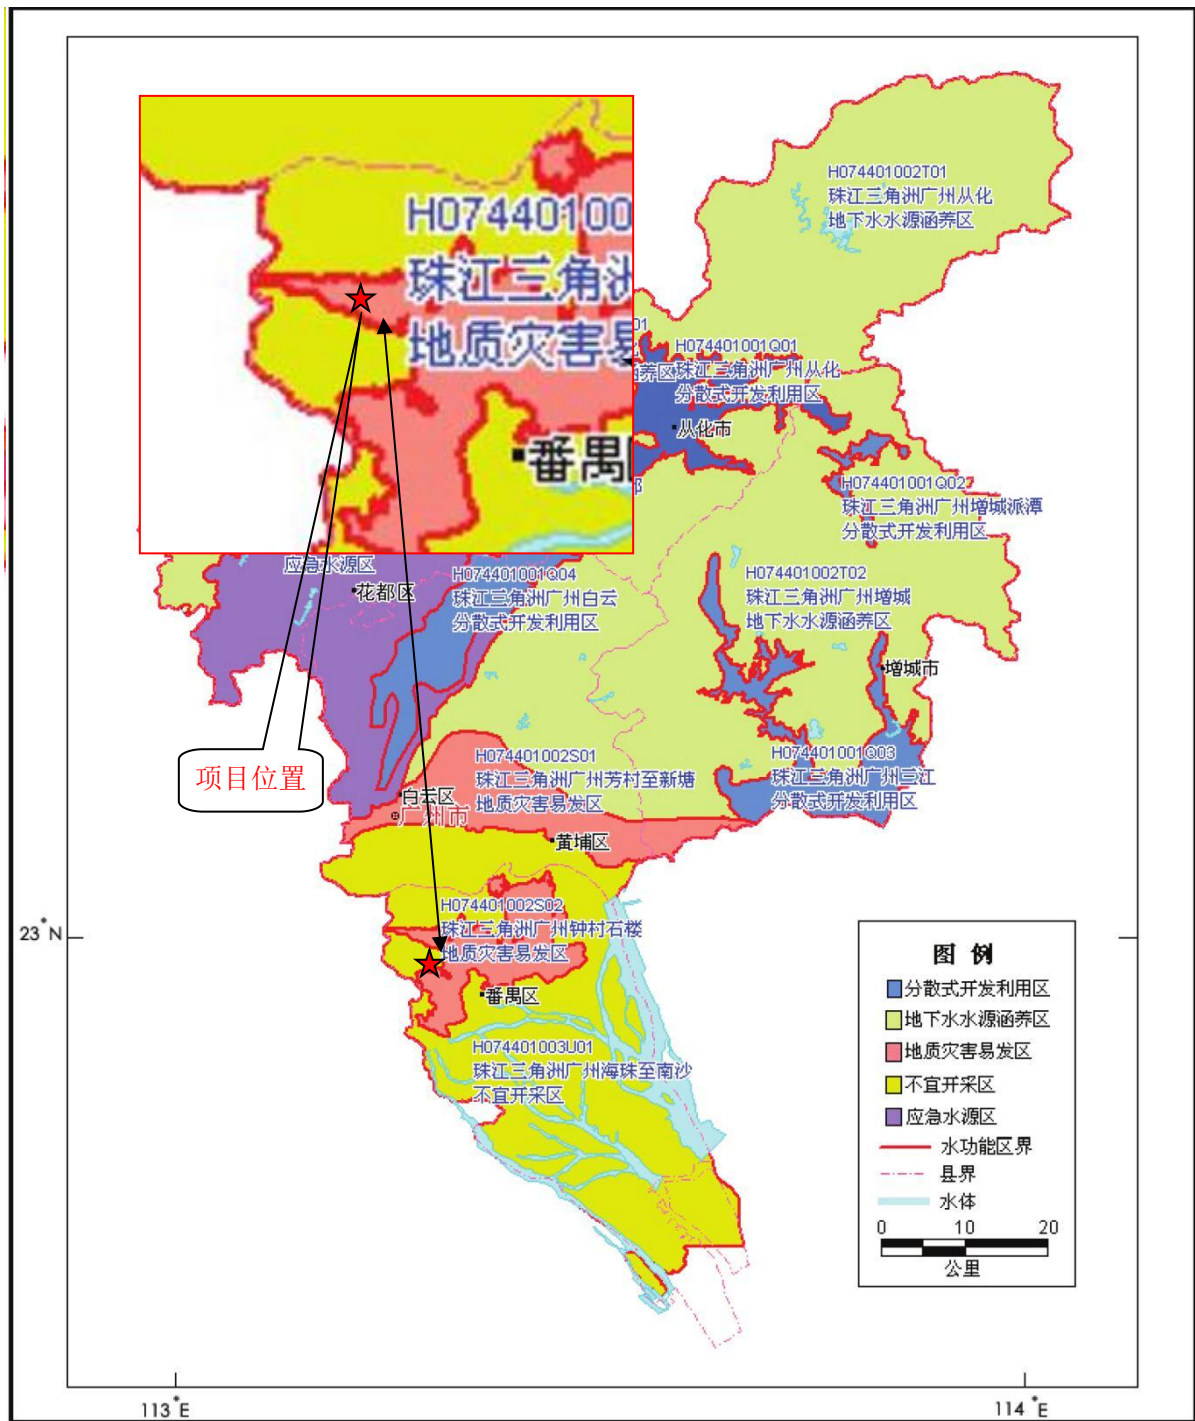 H074401002T01
珠江三角洲广州从化
地下水水源涵养区
H07440100
珠江三角洲
地质灾害易
番禺区
01
养区
H074401001Q01
珠江三角洲广州从化
分散式开发利用区
从化市
H074401001Q02
珠江三角洲广州增城派潭
分散式开发利用区
应急水源区
花都区
H074401001Q04
珠江三角洲广州白云
分散式开发利用区
H074401002T02
珠江三角洲广州增城
地下水水源涵养区
增城市
项目位置
H074401002S01
珠江三角洲广州芳村至新塘
地质灾害易发区
H074401001Q03
珠江三角洲广州三江
分散式开发利用区
白云区
广州市
黄埔区
H074401002S02
珠江三角洲广州钟村石楼
地质灾害易发区
23°N
番禺区
H074401003U01
珠江三角洲广州海珠至南沙
不宜开采区
图 例
分散式开发利用区
地下水水源涵养区
地质灾害易发区
不宜开采区
应急水源区
水功能区界
县界
水体
0 10 20
公里
113°E
114°E